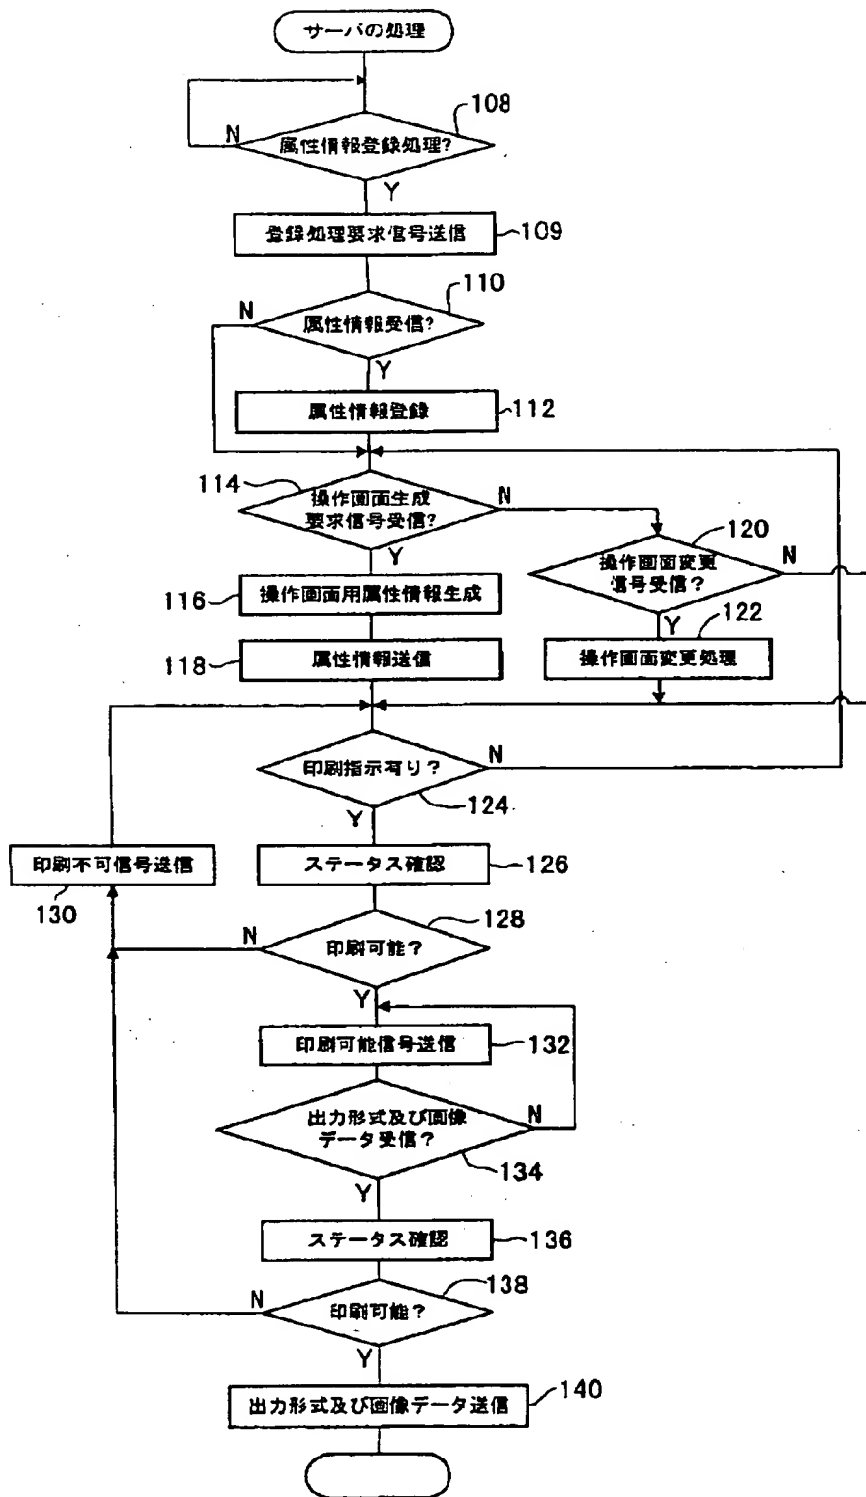 サーバの処理
108
N
属性情報登録処理?
Y
登録処理要求信号送信
109
110
N
属性情報受信?
Y
属性情報登録
112
114
操作画面生成
要求信号受信?
N
Y
120
操作画面変更
信号受信?
N
Y
116
操作画面用属性情報生成
122
118
属性情報送信
操作画面変更処理
印刷指示有り?
N
124
Y
印刷不可信号送信
130
ステータス確認
126
128
N
印刷可能?
Y
印刷可能信号送信
132
出力形式及び画像
データ受信?
N
134
Y
ステータス確認
136
138
N
印刷可能?
Y
出力形式及び画像データ送信
140